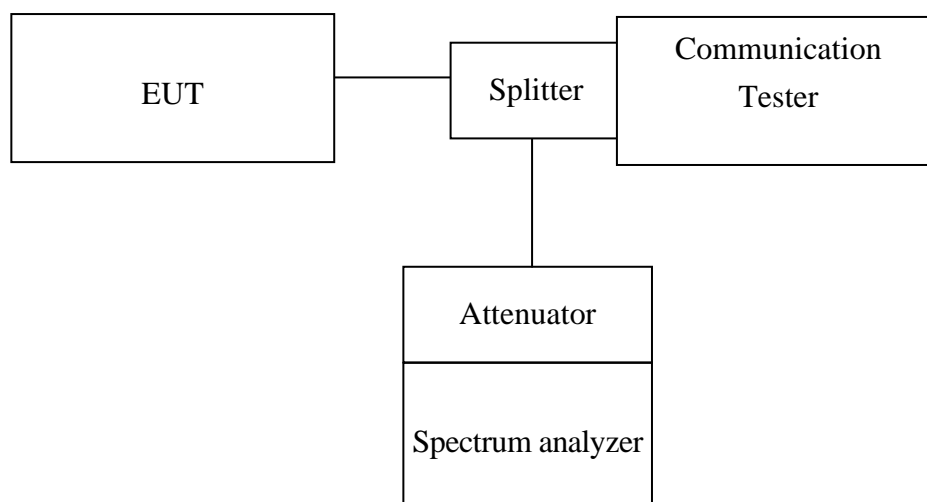 EUT
Splitter
Communication
Tester
Attenuator
Spectrum analyzer